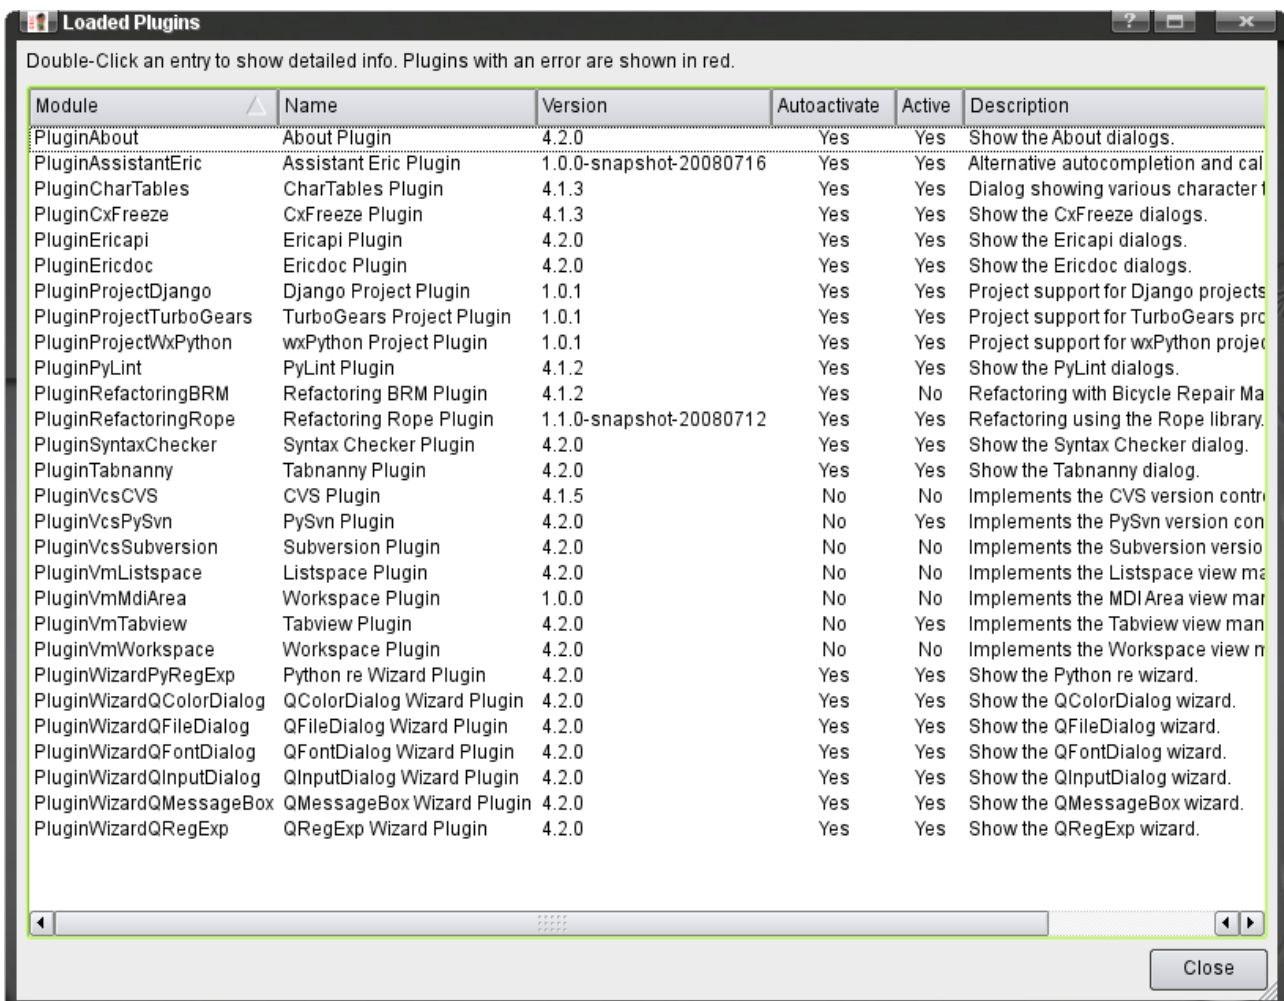 Loaded Plugins
Double-Click an entry to show detailed info. Plugins with an error are shown in red.
Module Name Version Autoactivate Active Description
PluginAbout About Plugin 4.2.0 Yes Yes Show the About dialogs.
PluginAssistantEric Assistant Eric Plugin 1.0.0-snapshot-20080716 Yes Yes Alternative autocompletion and cal
PluginCharTables CharTables Plugin 4.1.3 Yes Yes Dialog showing various character t
PluginCxFreeze CxFreeze Plugin 4.1.3 Yes Yes Show the CxFreeze dialogs.
PluginEricapi Ericapi Plugin 4.2.0 Yes Yes Show the Ericapi dialogs.
PluginEricdoc Ericdoc Plugin 4.2.0 Yes Yes Show the Ericdoc dialogs.
PluginProjectDjango Django Project Plugin 1.0.1 Yes Yes Project support for Django projects
PluginProjectTurboGears TurboGears Project Plugin 1.0.1 Yes Yes Project support for TurboGears pro
PluginProjectWxPython wxPython Project Plugin 1.0.1 Yes Yes Project support for wxPython projec
PluginPyLint PyLint Plugin 4.1.2 Yes Yes Show the PyLint dialogs.
PluginRefactoringBRM Refactoring BRM Plugin 4.1.2 Yes No Refactoring with Bicycle Repair Ma
PluginRefactoringRope Refactoring Rope Plugin 1.1.0-snapshot-20080712 Yes Yes Refactoring using the Rope library.
PluginSyntaxChecker Syntax Checker Plugin 4.2.0 Yes Yes Show the Syntax Checker dialog.
PluginTabnanny Tabnanny Plugin 4.2.0 Yes Yes Show the Tabnanny dialog.
PluginVcsCVS CVS Plugin 4.1.5 No No Implements the CVS version contro
PluginVcsPySvn PySvn Plugin 4.2.0 No Yes Implements the PySvn version con
PluginVcsSubversion Subversion Plugin 4.2.0 No No Implements the Subversion versio
PluginVmListspace Listspace Plugin 4.2.0 No No Implements the Listspace view ma
PluginVmMdiArea Workspace Plugin 1.0.0 No No Implements the MDI Area view man
PluginVmTabview Tabview Plugin 4.2.0 No Yes Implements the Tabview view man
PluginVmWorkspace Workspace Plugin 4.2.0 No No Implements the Workspace view m
PluginWizardPyRegExp Python re Wizard Plugin 4.2.0 Yes Yes Show the Python re wizard.
PluginWizardQColorDialog QColorDialog Wizard Plugin 4.2.0 Yes Yes Show the QColorDialog wizard.
PluginWizardQFileDialog QFileDialog Wizard Plugin 4.2.0 Yes Yes Show the QFileDialog wizard.
PluginWizardQFontDialog QFontDialog Wizard Plugin 4.2.0 Yes Yes Show the QFontDialog wizard.
PluginWizardQInputDialog QInputDialog Wizard Plugin 4.2.0 Yes Yes Show the QInputDialog wizard.
PluginWizardQMessageBox QMessageBox Wizard Plugin 4.2.0 Yes Yes Show the QMessageBox wizard.
PluginWizardQRegExp QRegExp Wizard Plugin 4.2.0 Yes Yes Show the QRegExp wizard.
Close